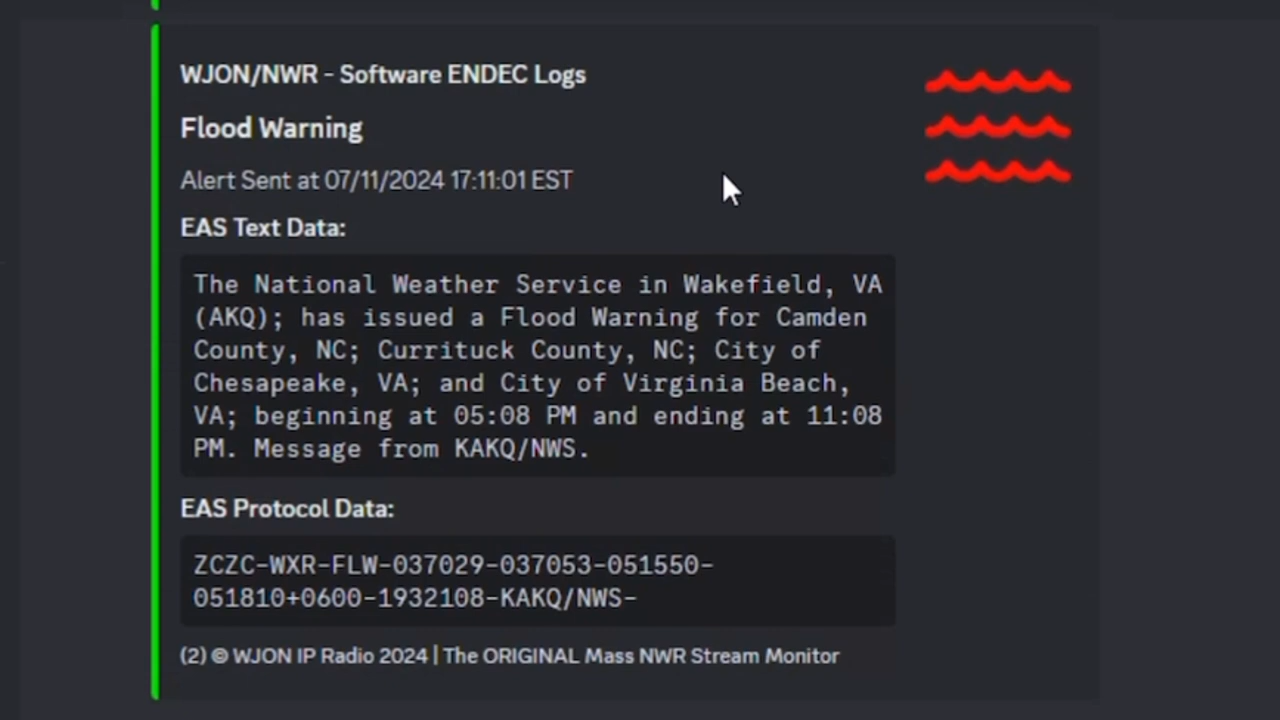 WJON/NWR - Software ENDEC Logs
Flood Warning
Alert Sent at 07/11/2024 17:11:01 EST
EAS Text Data:
The National Weather Service in Wakefield, VA
(AKQ); has issued a Flood Warning for Camden
County, NC; Currituck County, NC; City of
Chesapeake, VA; and City of Virginia Beach,
VA; beginning at 05:08 PM and ending at 11:08
PM. Message from KAKQ/NWS.
EAS Protocol Data:
ZCZC-WXR-FLW-037029-037053-051550-
051810+0600-1932108-KAKQ/NWS-
(2) © WJON IP Radio 2024 | The ORIGINAL Mass NWR Stream Monitor